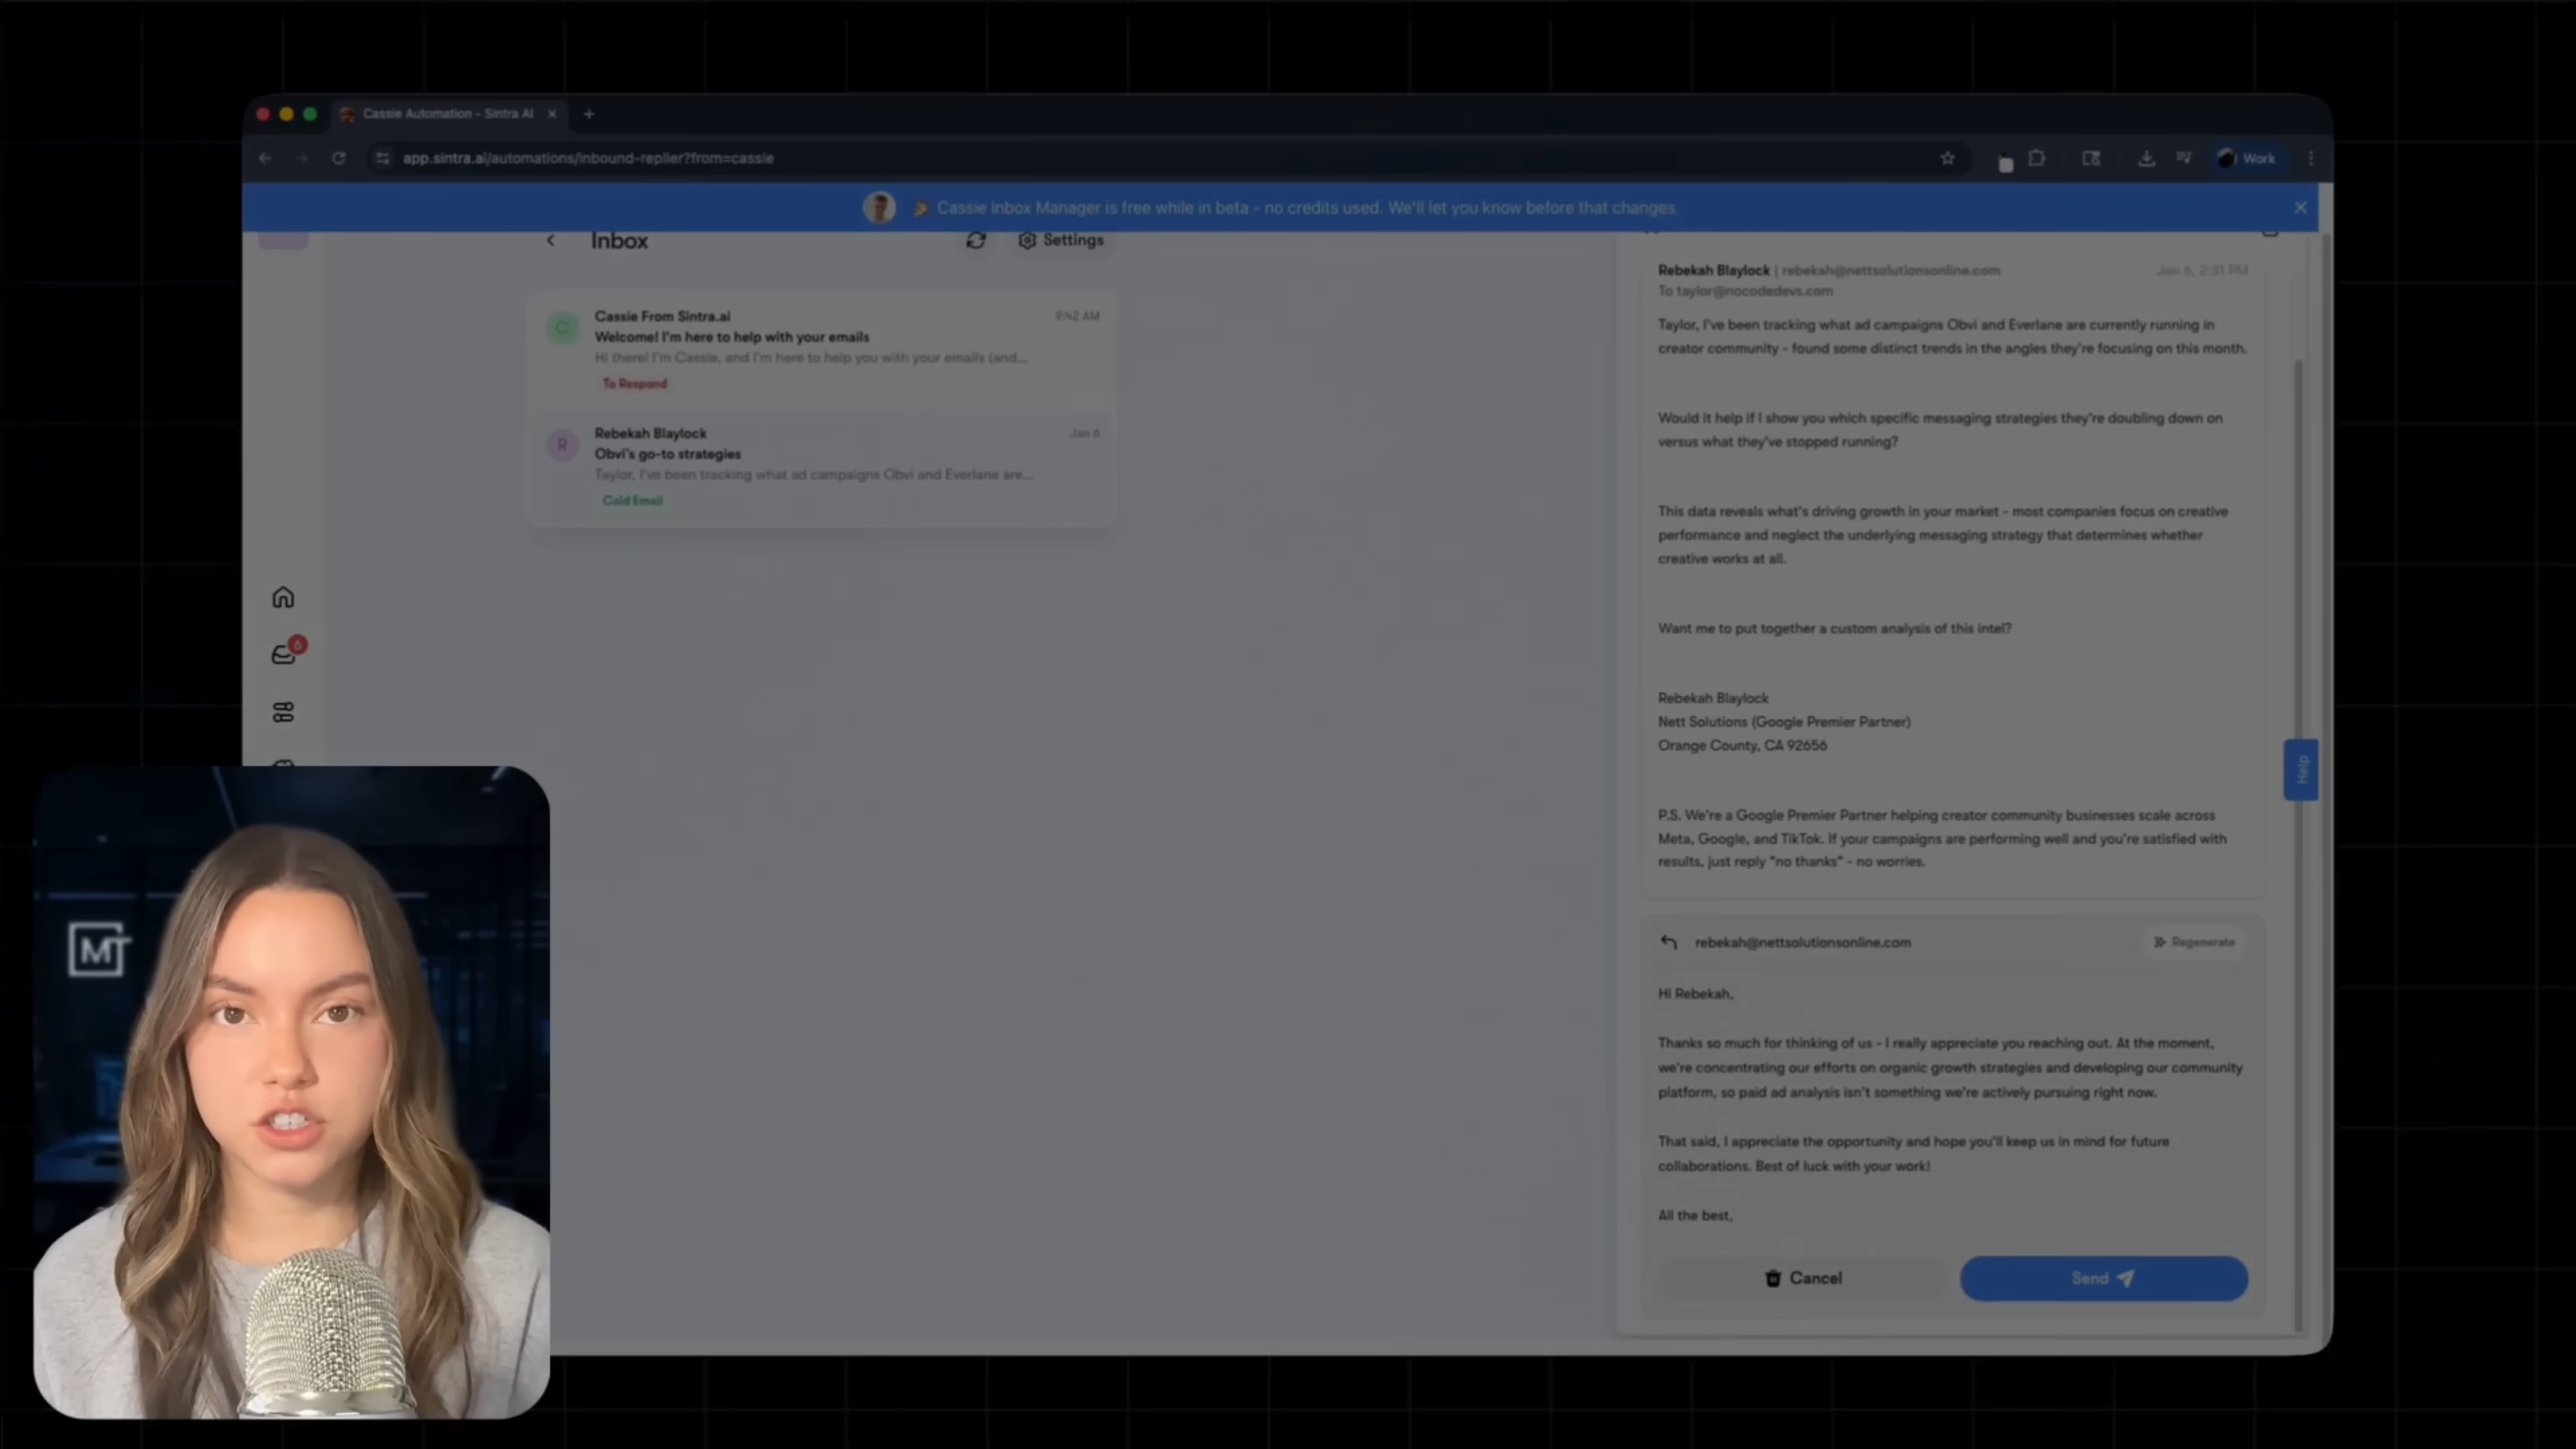 Cassie Automation - Sintra AI
app.sintra.ai/automations/inbound-replier?from=cassie
Work
Cassie Inbox Manager is free while in beta - no credits used. We'll let you know before that changes.
Inbox
Settings
C
Cassie From Sintra.ai
9:42 AM
Welcome! I'm here to help with your emails
Hi there! I'm Cassie, and I'm here to help you with your emails (and...
To Respond
R
Rebekah Blaylock
Jan 6
Obvi's go-to strategies
Taylor, I've been tracking what ad campaigns Obvi and Everlane are...
Cold Email
6
Rebekah Blaylock | rebekah@nettsolutionsonline.com
Jan 6, 2:31 PM
To taylor@nocodedevs.com
Taylor, I've been tracking what ad campaigns Obvi and Everlane are currently running in
creator community - found some distinct trends in the angles they're focusing on this month.
Would it help if I show you which specific messaging strategies they're doubling down on
versus what they've stopped running?
This data reveals what's driving growth in your market - most companies focus on creative
performance and neglect the underlying messaging strategy that determines whether
creative works at all.
Want me to put together a custom analysis of this intel?
Rebekah Blaylock
Nett Solutions (Google Premier Partner)
Orange County, CA 92656
P.S. We're a Google Premier Partner helping creator community businesses scale across
Meta, Google, and TikTok. If your campaigns are performing well and you're satisfied with
results, just reply "no thanks" - no worries.
Help
rebekah@nettsolutionsonline.com
Regenerate
Hi Rebekah,
Thanks so much for thinking of us - I really appreciate you reaching out. At the moment,
we're concentrating our efforts on organic growth strategies and developing our community
platform, so paid ad analysis isn't something we're actively pursuing right now.
That said, I appreciate the opportunity and hope you'll keep us in mind for future
collaborations. Best of luck with your work!
All the best,
Cancel
Send
MT